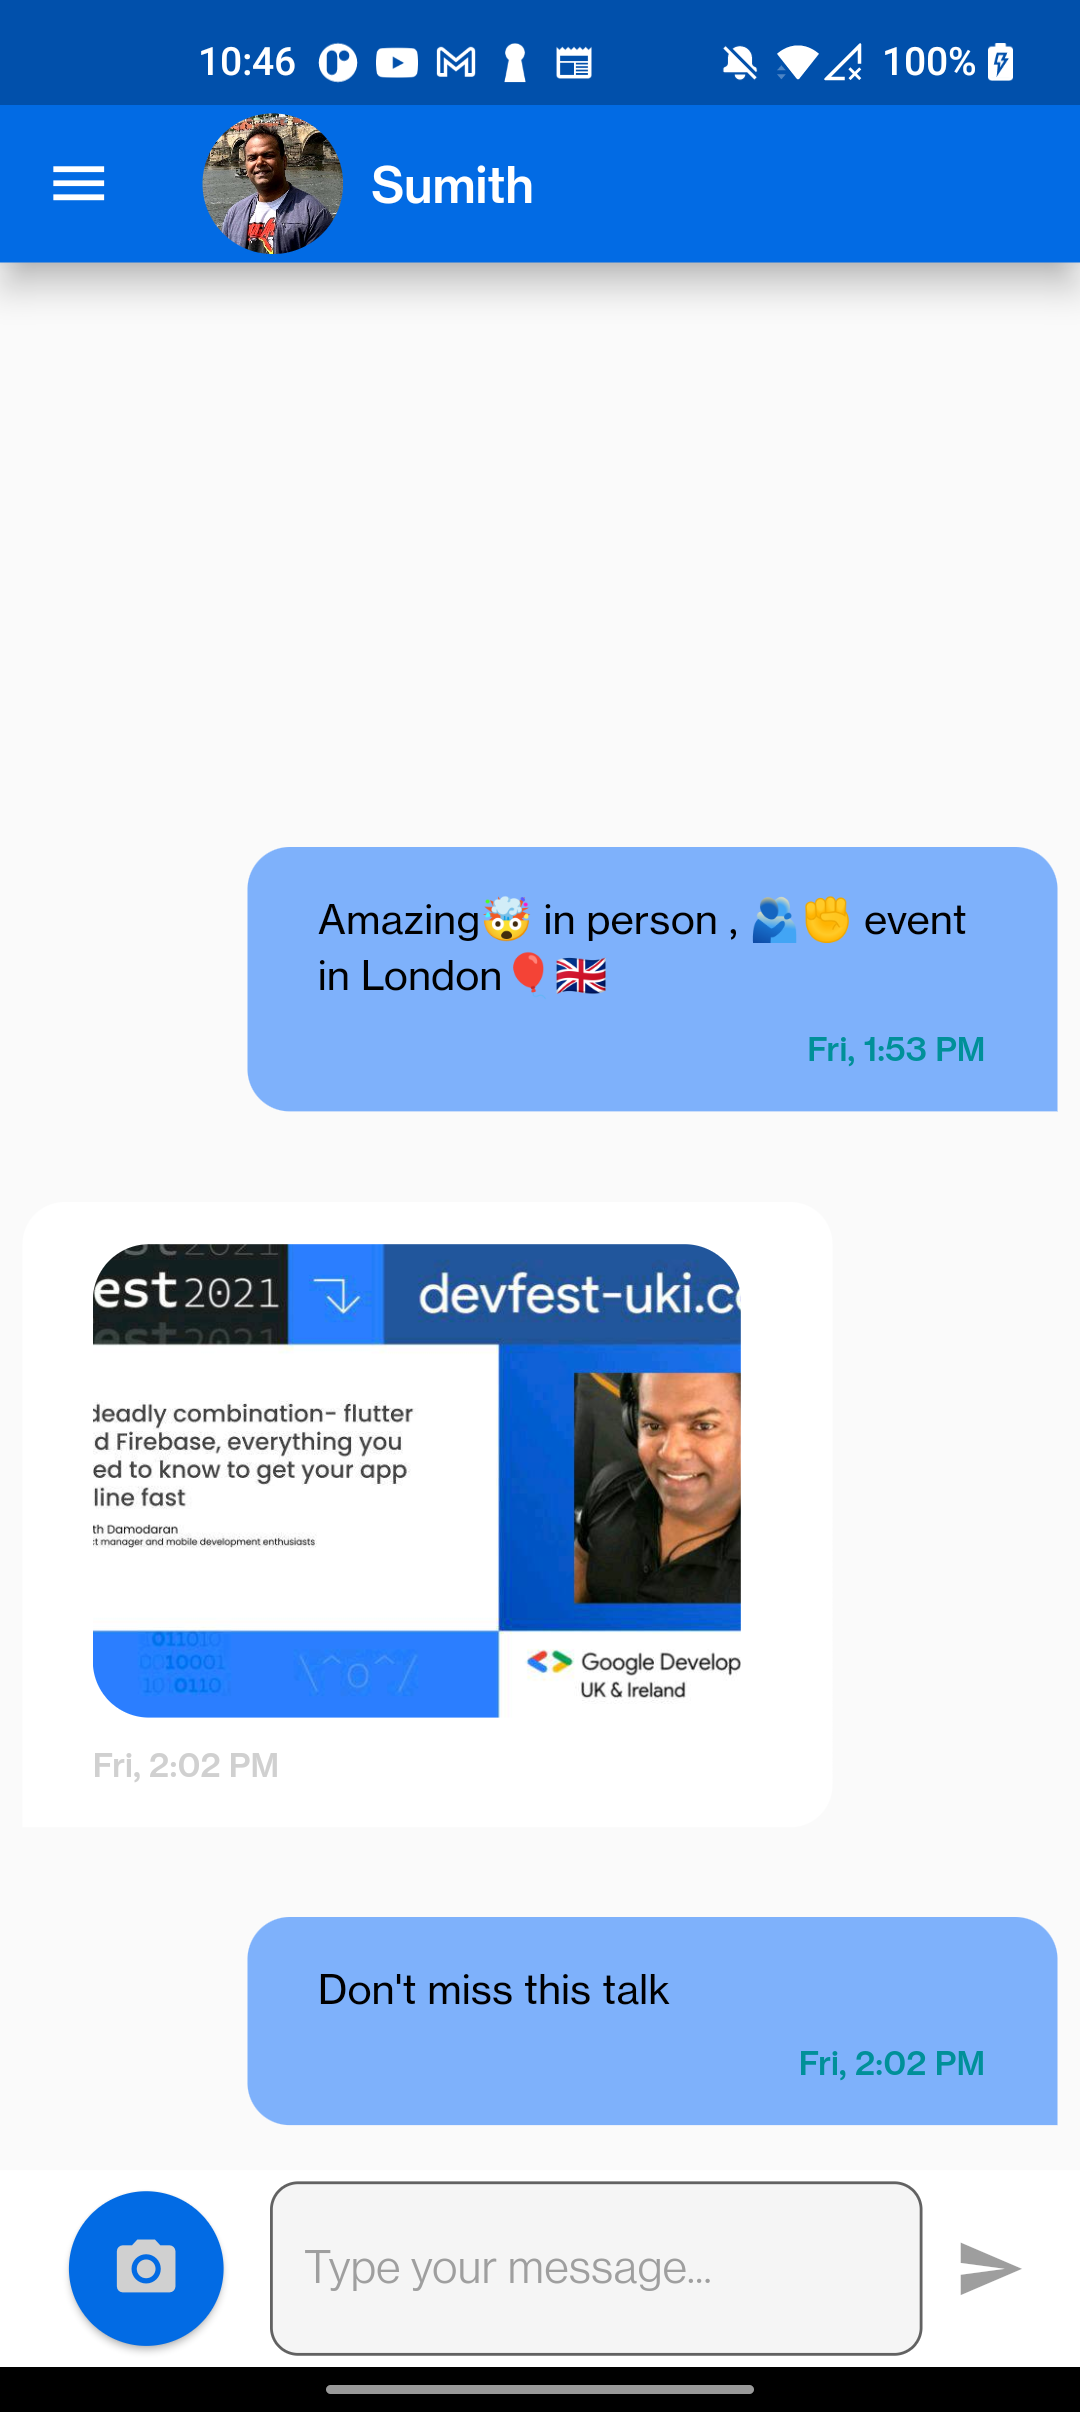 10:46
100%
Sumith
Amazing🤯 in person , 🫂✊ event
in London🎈🇬🇧
Fri, 1:53 PM
est2021
devfest-uki.c
deadly combination- flutter
d Firebase, everything you
ed to know to get your app
line fast
th Damodaran
t manager and mobile development enthusiasts
011010
0010001
1010110
\^o^/
Google Develop
UK & Ireland
Fri, 2:02 PM
Don't miss this talk
Fri, 2:02 PM
Type your message...